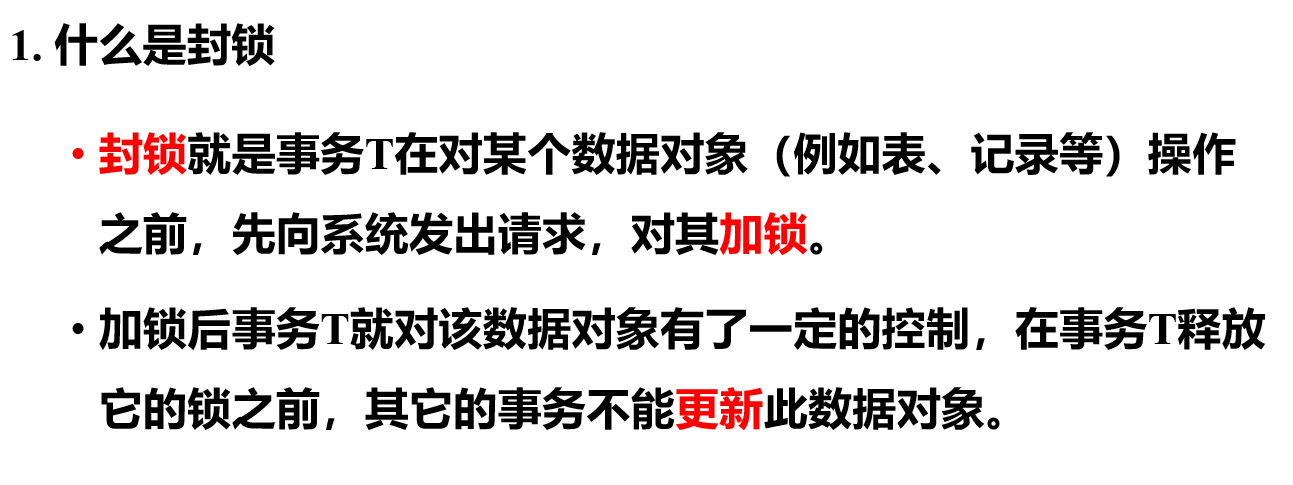 1. 什么是封锁
• 封锁就是事务T在对某个数据对象（例如表、记录等）操作
之前，先向系统发出请求，对其加锁。
• 加锁后事务T就对该数据对象有了一定的控制，在事务T释放
它的锁之前，其它的事务不能更新此数据对象。